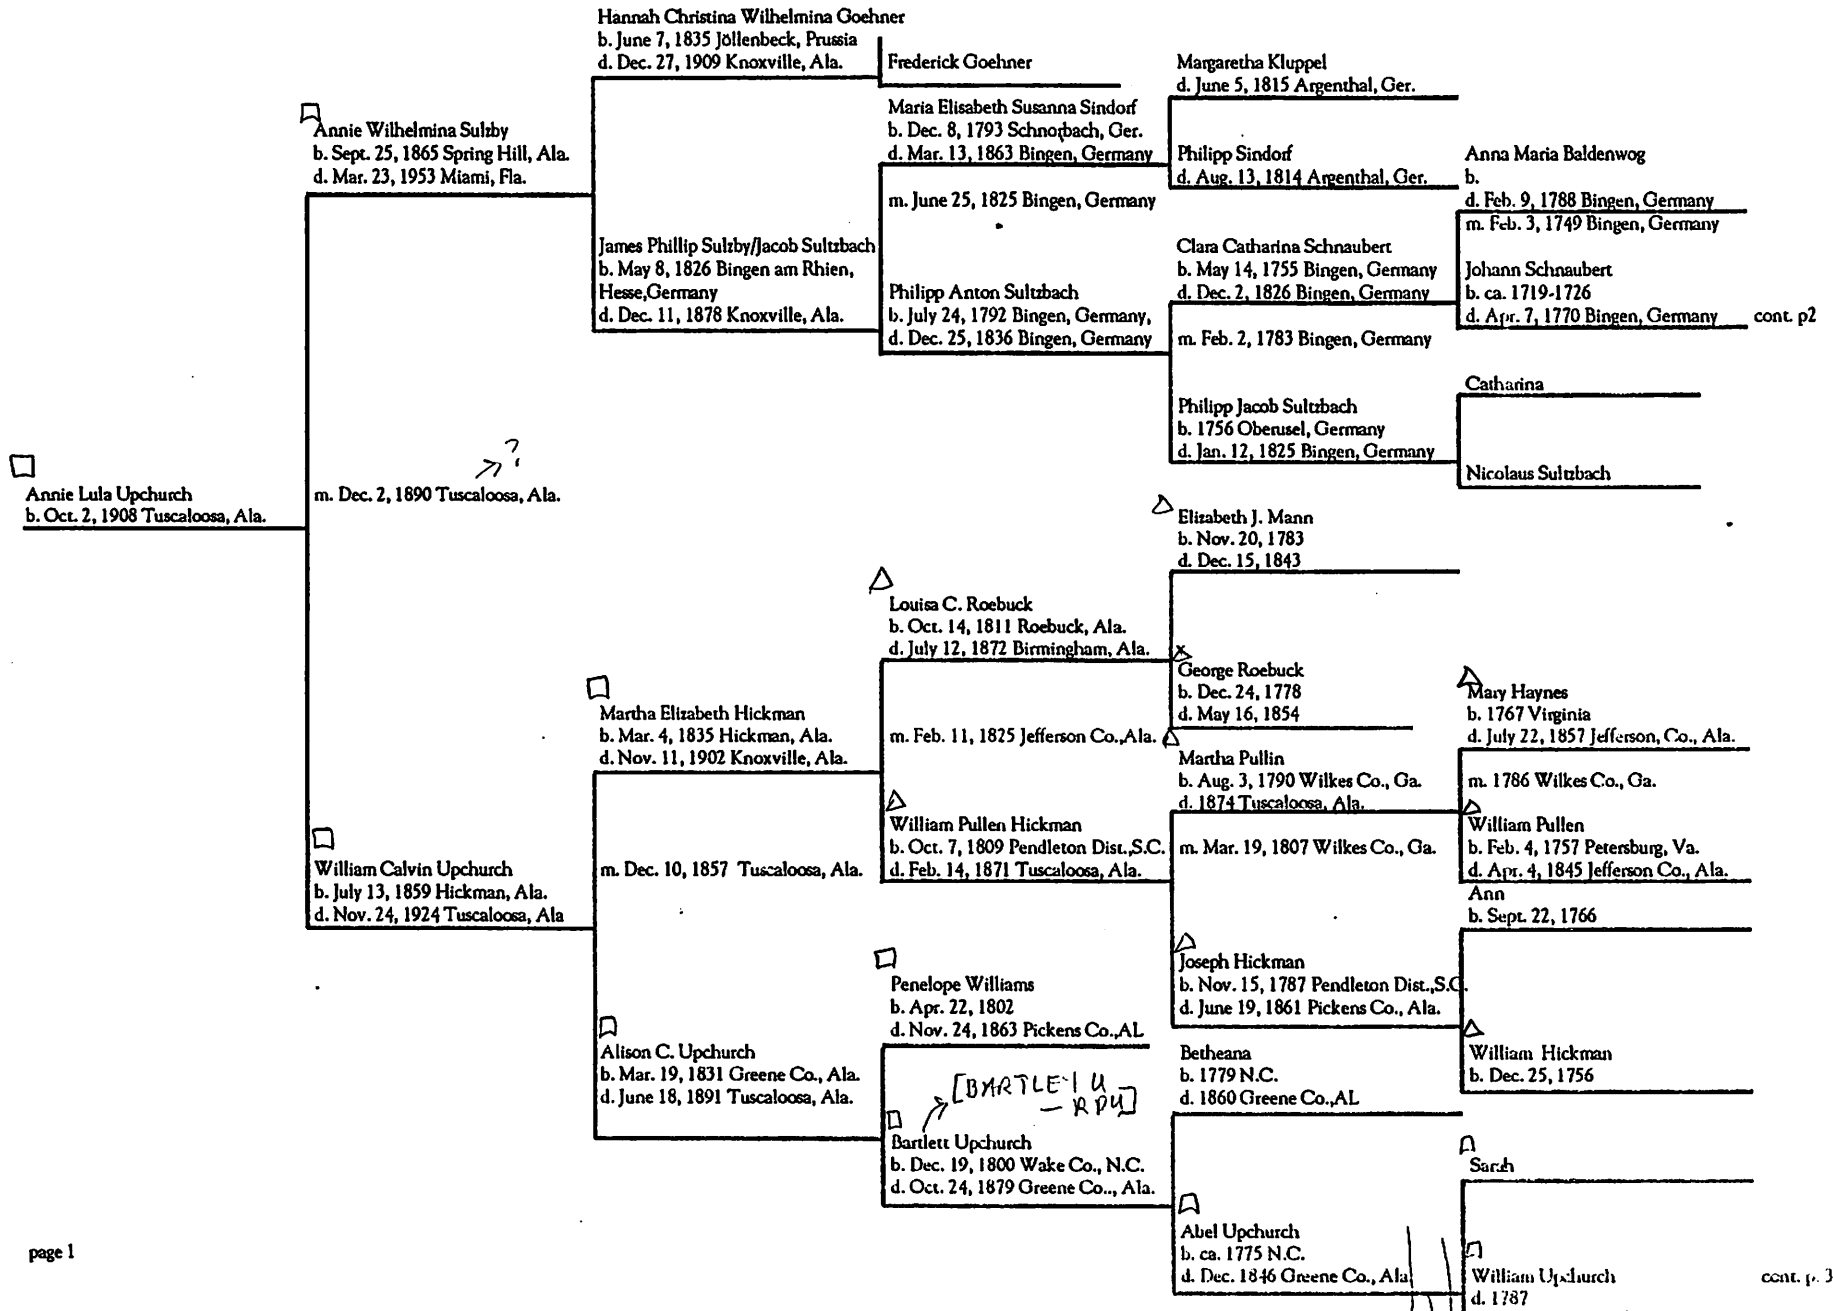 Hannah Christina Wilhelmina Goehner
b. June 7, 1835 Jöllenbeck, Prussia
d. Dec. 27, 1909 Knoxville, Ala.
Frederick Goehner
Margaretha Kluppel
d. June 5, 1815 Argenthal, Ger.
Annie Wilhelmina Sulzby
b. Sept. 25, 1865 Spring Hill, Ala.
d. Mar. 23, 1953 Miami, Fla.
Maria Elisabeth Susanna Sindorf
b. Dec. 8, 1793 Schnorbach, Ger.
d. Mar. 13, 1863 Bingen, Germany
Philipp Sindorf
d. Aug. 13, 1814 Argenthal, Ger.
Anna Maria Baldenwog
b.
d. Feb. 9, 1788 Bingen, Germany
m. June 25, 1825 Bingen, Germany
m. Feb. 3, 1749 Bingen, Germany
James Phillip Sulzby/Jacob Sultzbach
b. May 8, 1826 Bingen am Rhien,
Hesse,Germany
d. Dec. 11, 1878 Knoxville, Ala.
Clara Catharina Schnaubert
b. May 14, 1755 Bingen, Germany
d. Dec. 2, 1826 Bingen, Germany
Johann Schnaubert
b. ca. 1719-1726
d. Apr. 7, 1770 Bingen, Germany cont. p2
Philipp Anton Sultzbach
b. July 24, 1792 Bingen, Germany,
d. Dec. 25, 1836 Bingen, Germany
m. Feb. 2, 1783 Bingen, Germany
Catharina
Philipp Jacob Sultzbach
b. 1756 Oberusel, Germany
d. Jan. 12, 1825 Bingen, Germany
Nicolaus Sultzbach
?
Annie Lula Upchurch
b. Oct. 2, 1908 Tuscaloosa, Ala.
m. Dec. 2, 1890 Tuscaloosa, Ala.
Elizabeth J. Mann
b. Nov. 20, 1783
d. Dec. 15, 1843
Louisa C. Roebuck
b. Oct. 14, 1811 Roebuck, Ala.
d. July 12, 1872 Birmingham, Ala.
x
George Roebuck
b. Dec. 24, 1778
d. May 16, 1854
Mary Haynes
b. 1767 Virginia
d. July 22, 1857 Jefferson, Co., Ala.
Martha Elizabeth Hickman
b. Mar. 4, 1835 Hickman, Ala.
d. Nov. 11, 1902 Knoxville, Ala.
m. Feb. 11, 1825 Jefferson Co.,Ala.
Martha Pullin
b. Aug. 3, 1790 Wilkes Co., Ga.
d. 1874 Tuscaloosa, Ala.
m. 1786 Wilkes Co., Ga.
William Pullen Hickman
b. Oct. 7, 1809 Pendleton Dist.,S.C.
d. Feb. 14, 1871 Tuscaloosa, Ala.
William Pullen
b. Feb. 4, 1757 Petersburg, Va.
d. Apr. 4, 1845 Jefferson Co., Ala.
m. Mar. 19, 1807 Wilkes Co., Ga.
William Calvin Upchurch
b. July 13, 1859 Hickman, Ala.
d. Nov. 24, 1924 Tuscaloosa, Ala
m. Dec. 10, 1857 Tuscaloosa, Ala.
Ann
b. Sept. 22, 1766
Joseph Hickman
b. Nov. 15, 1787 Pendleton Dist.,S.C.
d. June 19, 1861 Pickens Co., Ala.
Penelope Williams
b. Apr. 22, 1802
d. Nov. 24, 1863 Pickens Co.,AL
William Hickman
b. Dec. 25, 1756
Alison C. Upchurch
b. Mar. 19, 1831 Greene Co., Ala.
d. June 18, 1891 Tuscaloosa, Ala.
Betheana
b. 1779 N.C.
d. 1860 Greene Co.,AL
[BARTLEY U
— RPU]
Bartlett Upchurch
b. Dec. 19, 1800 Wake Co., N.C.
d. Oct. 24, 1879 Greene Co.., Ala.
Sarah
Abel Upchurch
b. ca. 1775 N.C.
d. Dec. 1846 Greene Co., Ala
William Upchurch cont. p. 3
d. 1787
page 1